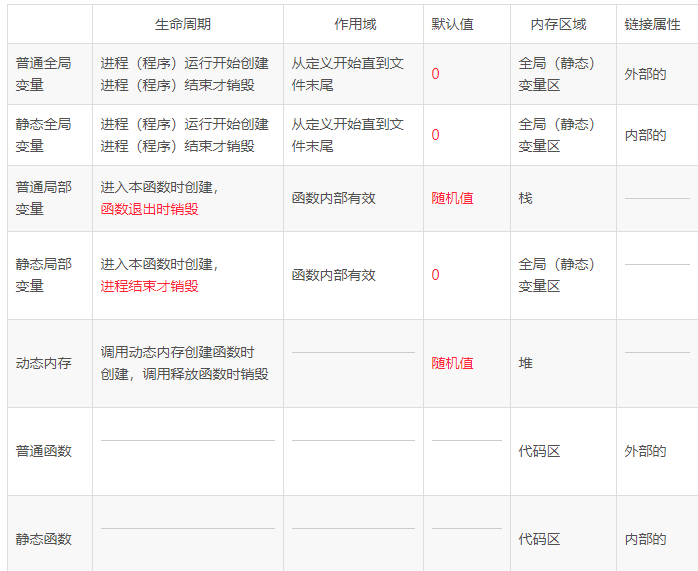 生命周期 作用域 默认值 内存区域 链接属性
普通全局 进程（程序）运行开始创建 从定义开始直到文 0 全局（静态） 外部的
变量 进程（程序）结束才销毁 件末尾 变量区
静态全局 进程（程序）运行开始创建 从定义开始直到文 0 全局（静态） 内部的
变量 进程（程序）结束才销毁 件末尾 变量区
普通局部 进入本函数时创建， 函数内部有效 随机值 栈
变量 函数退出时销毁
静态局部 进入本函数时创建， 函数内部有效 0 全局（静态）
变量 进程结束才销毁 变量区
动态内存 调用动态内存创建函数时 随机值 堆
创建，调用释放函数时销毁
普通函数 代码区 外部的
静态函数 代码区 内部的